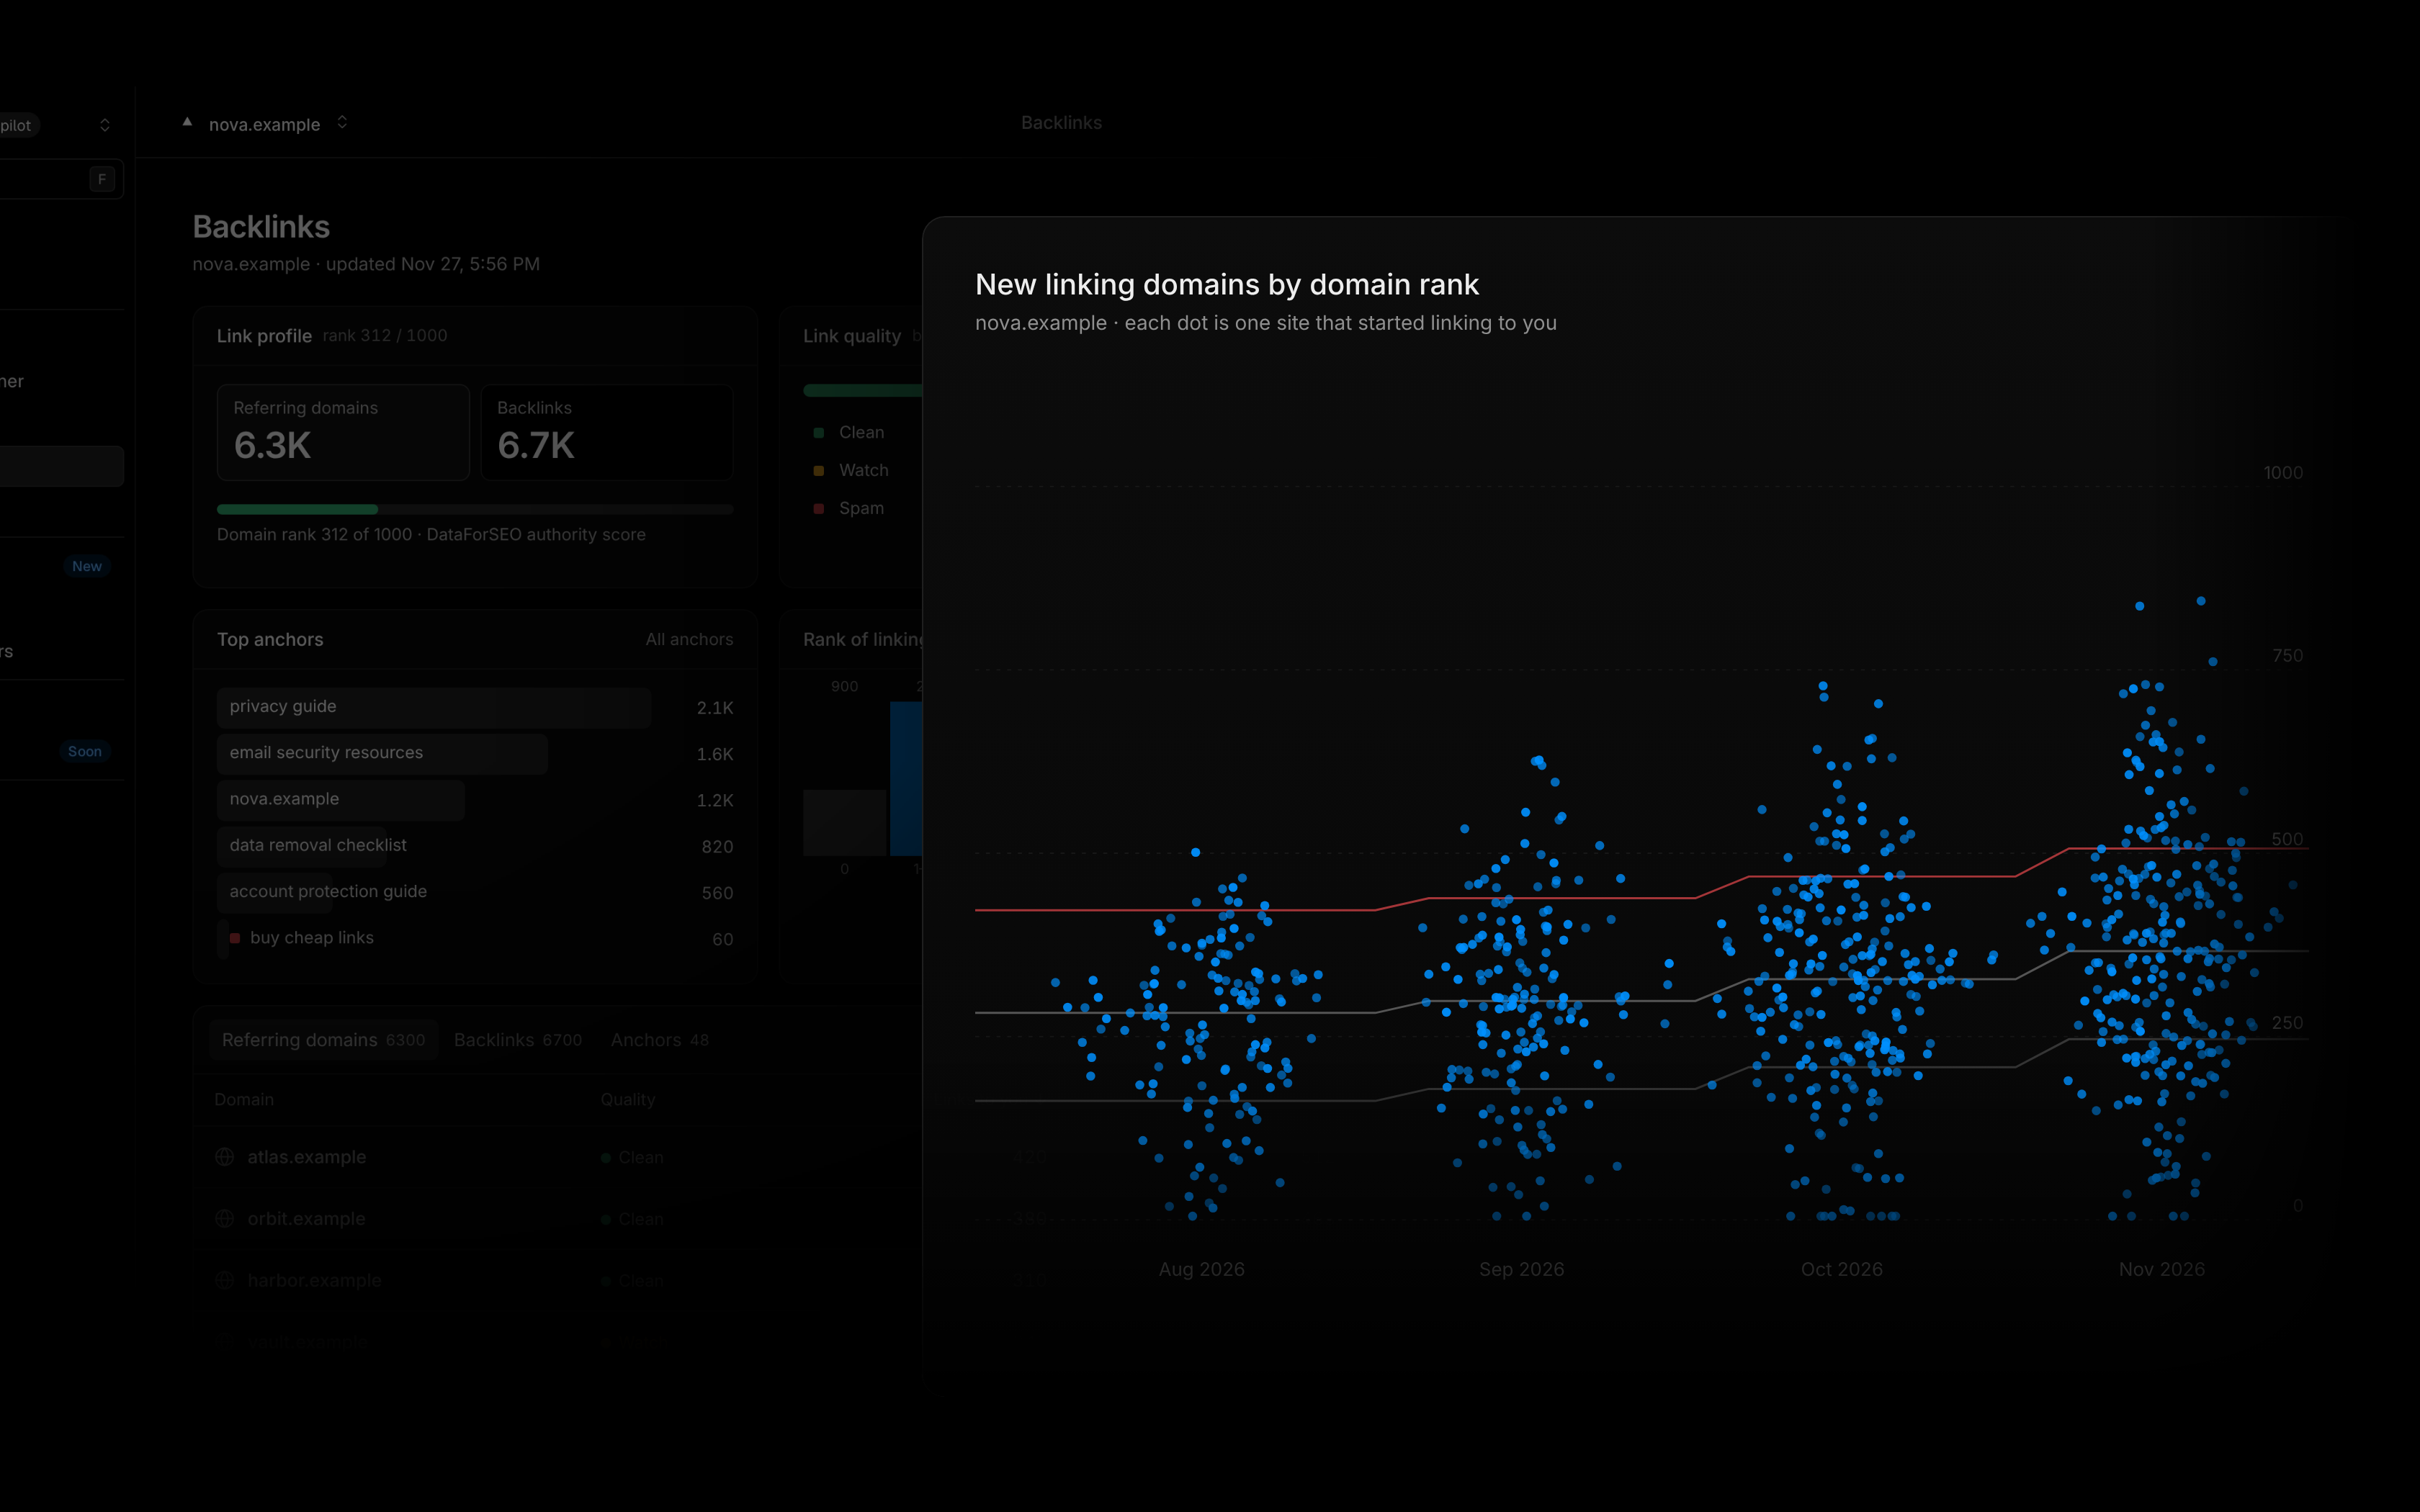 pilot
F
ner
New
rs
Soon
nova.example
Backlinks
Backlinks
nova.example · updated Nov 27, 5:56 PM
Link profile rank 312 / 1000
Referring domains
6.3K
Backlinks
6.7K
Domain rank 312 of 1000 · DataForSEO authority score
Link quality b
Clean
Watch
Spam
Top anchors All anchors
privacy guide 2.1K
email security resources 1.6K
nova.example 1.2K
data removal checklist 820
account protection guide 560
buy cheap links 60
Rank of linking
900 2
0 1
Referring domains 6300 Backlinks 6700 Anchors 48
Domain Quality
atlas.example Clean
orbit.example Clean
harbor.example Clean
New linking domains by domain rank
nova.example · each dot is one site that started linking to you
1000
750
500
250
0
Aug 2026 Sep 2026 Oct 2026 Nov 2026